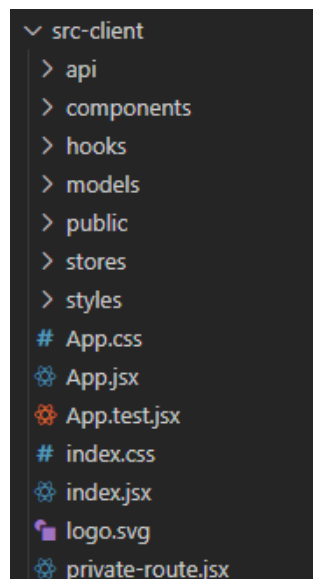 src-client
api
components
hooks
models
public
stores
styles
App.css
App.jsx
App.test.jsx
index.css
index.jsx
logo.svg
private-route.jsx